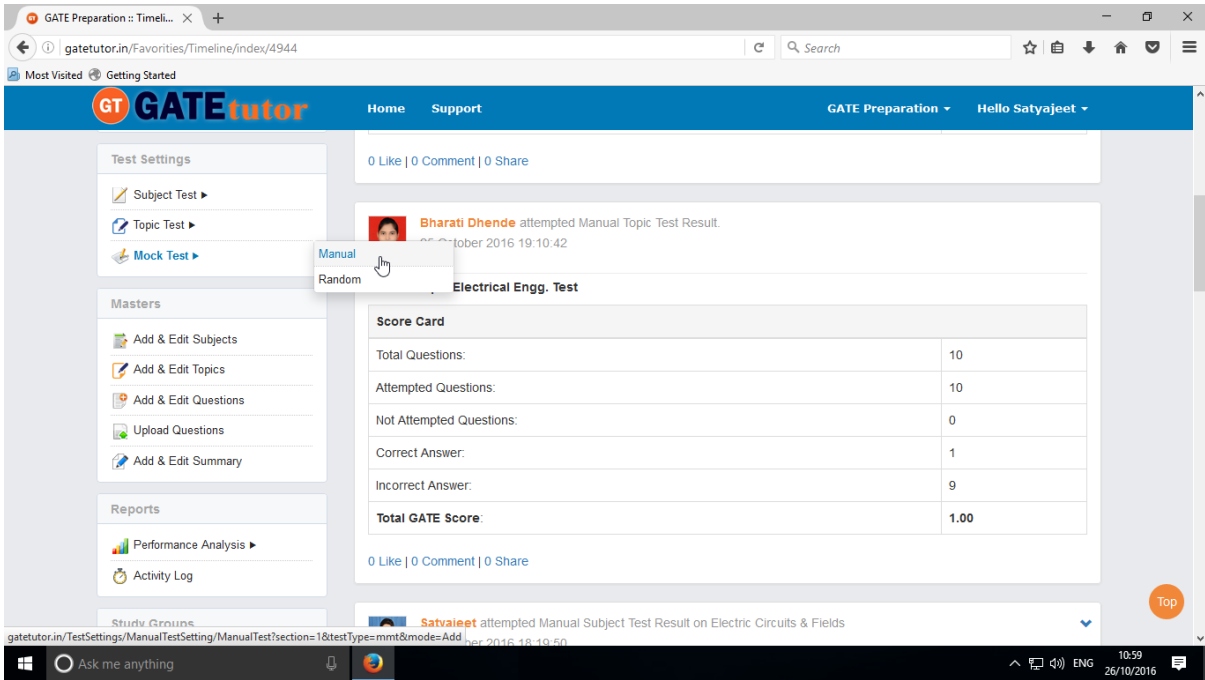 GATE Preparation :: Timeli...
gatetutor.in/Favorities/Timeline/index/4944
Search
Most Visited Getting Started
GT GATEtutor Home Support GATE Preparation Hello Satyajeet
Test Settings
Subject Test
Topic Test
Mock Test
Manual
Random
Masters
Add & Edit Subjects
Add & Edit Topics
Add & Edit Questions
Upload Questions
Add & Edit Summary
Reports
Performance Analysis
Activity Log
Study Groups
0 Like | 0 Comment | 0 Share
Bharati Dhende attempted Manual Topic Test Result.
October 2016 19:10:42
Electrical Engg. Test
Score Card
Total Questions: 10
Attempted Questions: 10
Not Attempted Questions: 0
Correct Answer: 1
Incorrect Answer: 9
Total GATE Score: 1.00
0 Like | 0 Comment | 0 Share
Satyajeet attempted Manual Subject Test Result on Electric Circuits & Fields
2016 18:19:50
Top
gatetutor.in/TestSettings/ManualTestSetting/ManualTest?section=1&testType=mmt&mode=Add
Ask me anything
ENG
10:59
26/10/2016